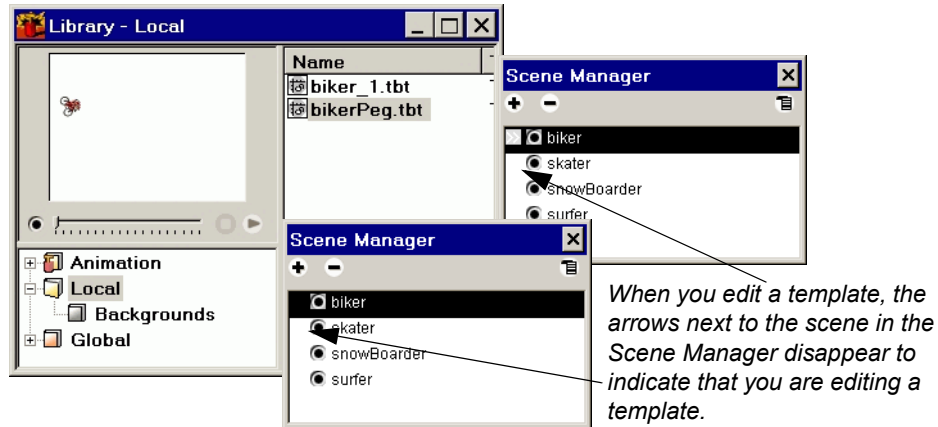 Library - Local
Name
biker_1.tbt
bikerPeg.tbt
Animation
Local
Backgrounds
Global
Scene Manager
biker
skater
snowBoarder
surfer
Scene Manager
biker
skater
snowBoarder
surfer
When you edit a template, the
arrows next to the scene in the
Scene Manager disappear to
indicate that you are editing a
template.